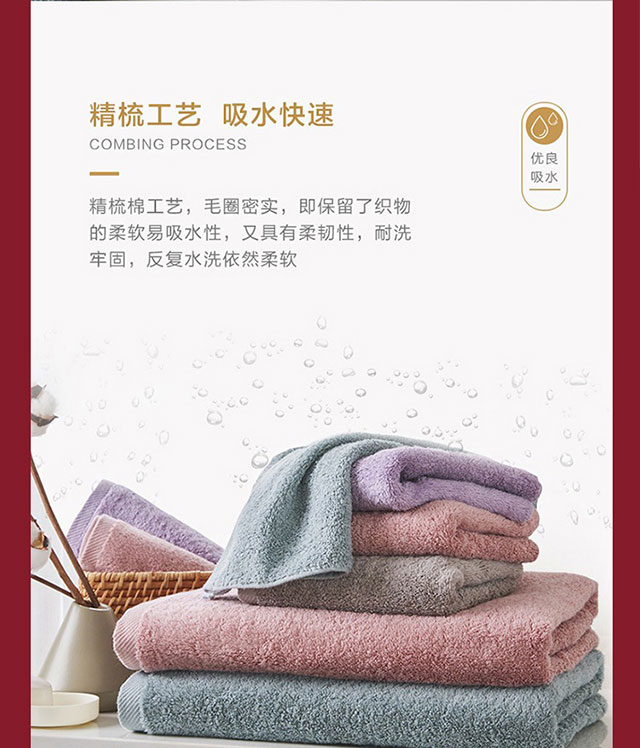 精梳工艺 吸水快速
COMBING PROCESS
优良
吸水
精梳棉工艺，毛圈密实，即保留了织物
的柔软易吸水性，又具有柔韧性，耐洗
牢固，反复水洗依然柔软